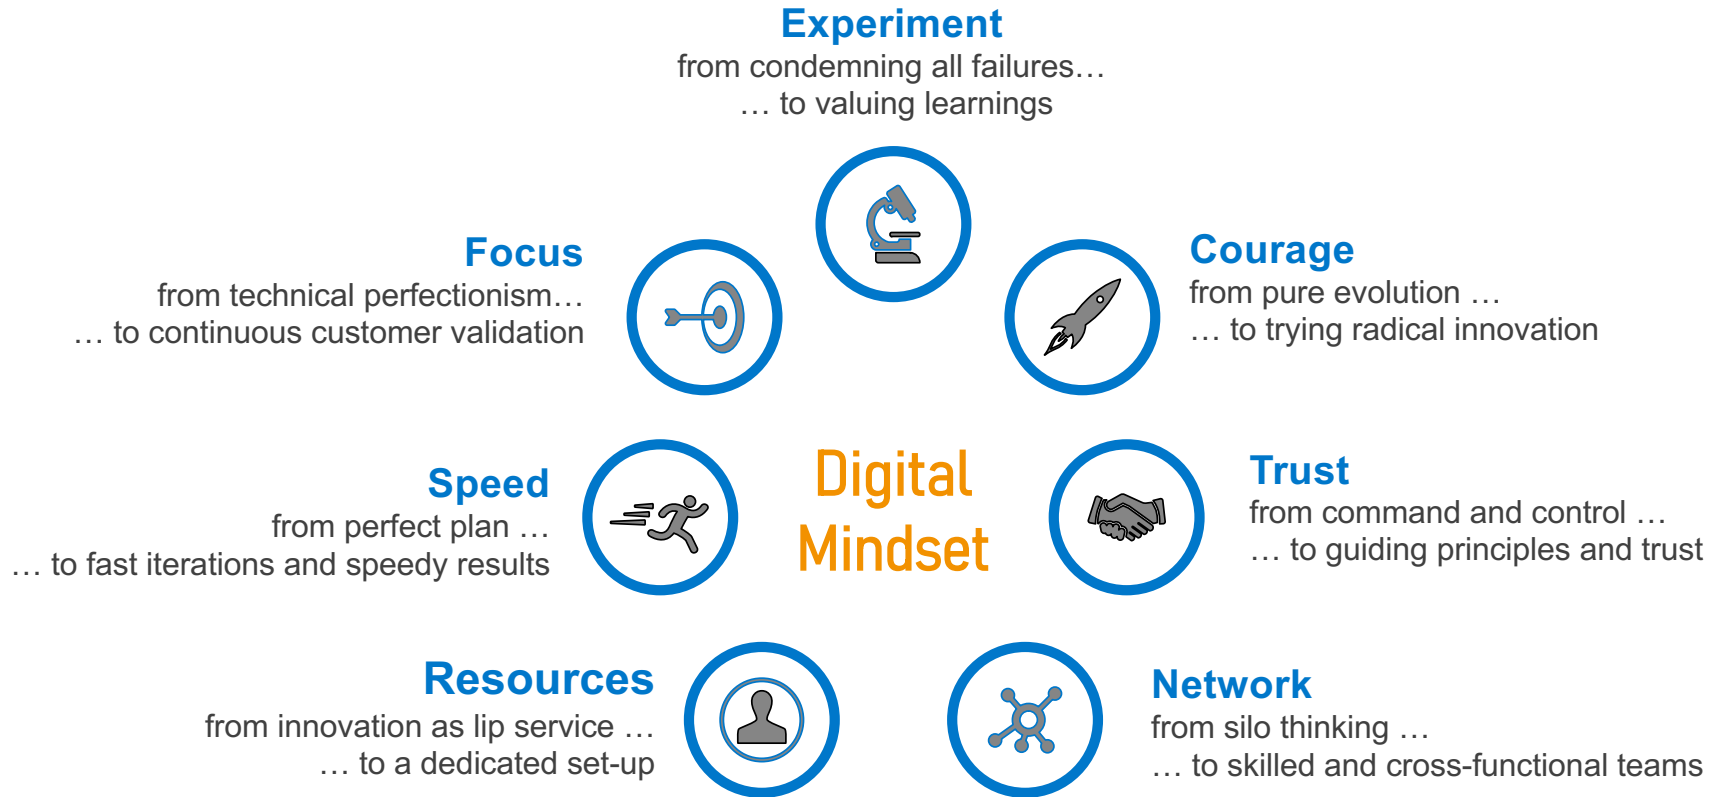 Experiment
from condemning all failures…
… to valuing learnings
Focus
from technical perfectionism…
… to continuous customer validation
Courage
from pure evolution …
… to trying radical innovation
Speed
from perfect plan …
… to fast iterations and speedy results
Digital
Mindset
Trust
from command and control …
… to guiding principles and trust
Resources
from innovation as lip service …
… to a dedicated set-up
Network
from silo thinking …
… to skilled and cross-functional teams